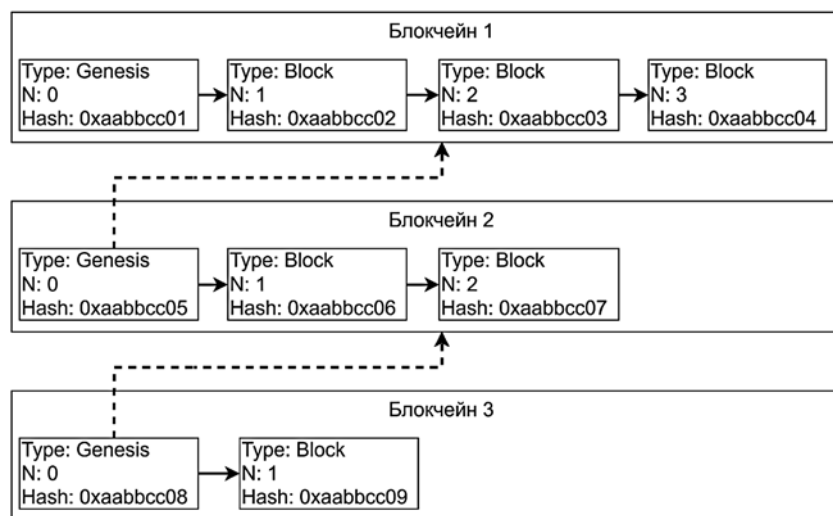 Блокчейн 1
Type: Genesis
N: 0
Hash: 0xaabbcc01
Type: Block
N: 1
Hash: 0xaabbcc02
Type: Block
N: 2
Hash: 0xaabbcc03
Type: Block
N: 3
Hash: 0xaabbcc04
Блокчейн 2
Type: Genesis
N: 0
Hash: 0xaabbcc05
Type: Block
N: 1
Hash: 0xaabbcc06
Type: Block
N: 2
Hash: 0xaabbcc07
Блокчейн 3
Type: Genesis
N: 0
Hash: 0xaabbcc08
Type: Block
N: 1
Hash: 0xaabbcc09